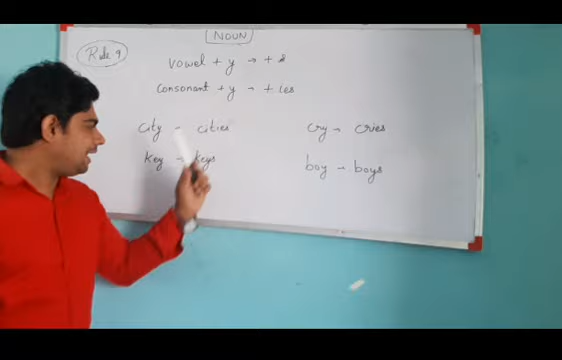 NOUN
Rule 9
vowel + y → + s
consonant + y → + ies
city - cities
cry → cries
key → keys
boy → boys